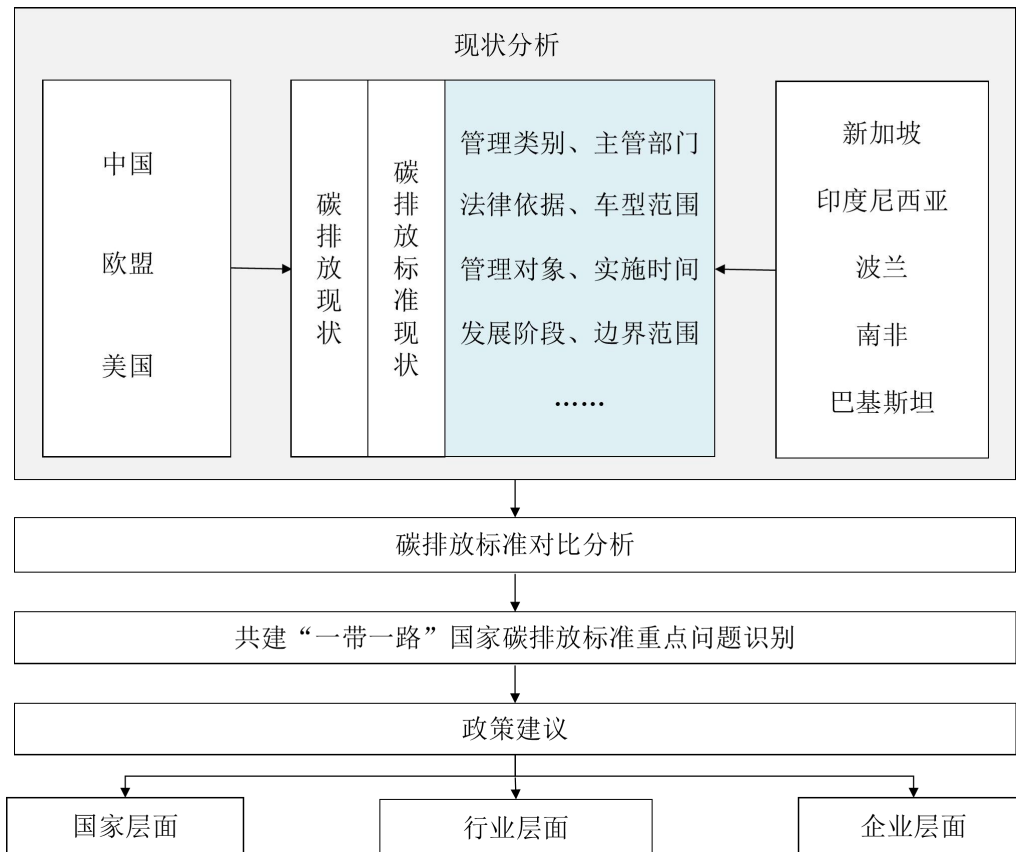 现状分析
中国
欧盟
美国
碳排放现状
碳排放标准现状
管理类别、主管部门
法律依据、车型范围
管理对象、实施时间
发展阶段、边界范围
……
新加坡
印度尼西亚
波兰
南非
巴基斯坦
碳排放标准对比分析
共建“一带一路”国家碳排放标准重点问题识别
政策建议
国家层面
行业层面
企业层面